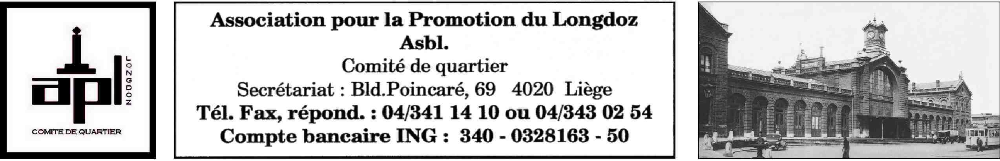 apl
LONGDOZ
COMITE DE QUARTIER
Association pour la Promotion du Longdoz
Asbl.
Comité de quartier
Secrétariat : Bld.Poincaré, 69 4020 Liège
Tél. Fax, répond. : 04/341 14 10 ou 04/343 02 54
Compte bancaire ING : 340 - 0328163 - 50